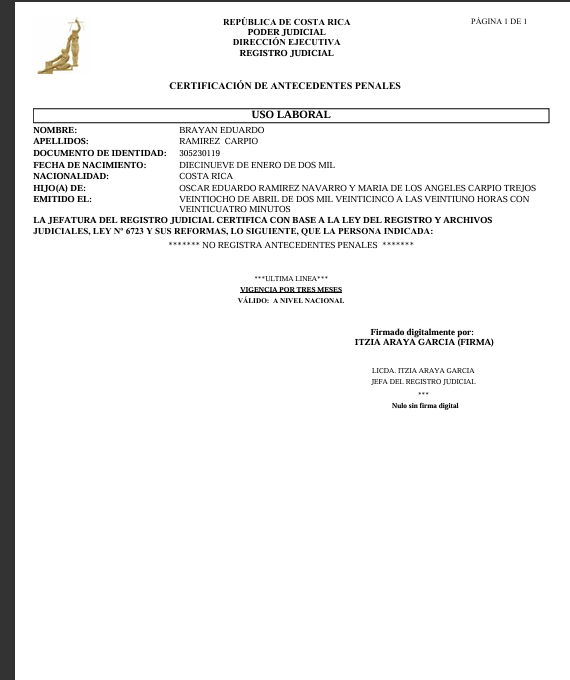 REPÚBLICA DE COSTA RICA
PODER JUDICIAL
DIRECCIÓN EJECUTIVA
REGISTRO JUDICIAL
PÁGINA 1 DE 1
CERTIFICACIÓN DE ANTECEDENTES PENALES
USO LABORAL
NOMBRE: BRAYAN EDUARDO
APELLIDOS: RAMIREZ CARPIO
DOCUMENTO DE IDENTIDAD: 305230119
FECHA DE NACIMIENTO: DIECINUEVE DE ENERO DE DOS MIL
NACIONALIDAD: COSTA RICA
HIJO(A) DE: OSCAR EDUARDO RAMIREZ NAVARRO Y MARIA DE LOS ANGELES CARPIO TREJOS
EMITIDO EL: VEINTIOCHO DE ABRIL DE DOS MIL VEINTICINCO A LAS VEINTIUNO HORAS CON
VEINTICUATRO MINUTOS
LA JEFATURA DEL REGISTRO JUDICIAL CERTIFICA CON BASE A LA LEY DEL REGISTRO Y ARCHIVOS
JUDICIALES, LEY Nº 6723 Y SUS REFORMAS, LO SIGUIENTE, QUE LA PERSONA INDICADA:
******* NO REGISTRA ANTECEDENTES PENALES *******
***ULTIMA LINEA***
VIGENCIA POR TRES MESES
VÁLIDO: A NIVEL NACIONAL
Firmado digitalmente por:
ITZIA ARAYA GARCIA (FIRMA)
LICDA. ITZIA ARAYA GARCIA
JEFA DEL REGISTRO JUDICIAL
***
Nulo sin firma digital